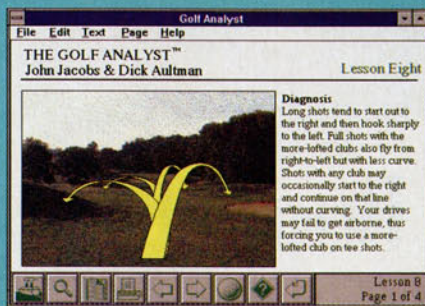 Golf Analyst
File Edit Text Page Help
THE GOLF ANALYST™
John Jacobs & Dick Aultman
Lesson Eight
Diagnosis
Long shots tend to start out to
the right and then hook sharply
to the left. Full shots with the
more-lofted clubs also fly from
right-to-left but with less curve.
Shots with any club may
occasionally start to the right
and continue on that line
without curving. Your drives
may fail to get airborne, thus
forcing you to use a more-
lofted club on tee shots.
Lesson 8
Page 1 of 4